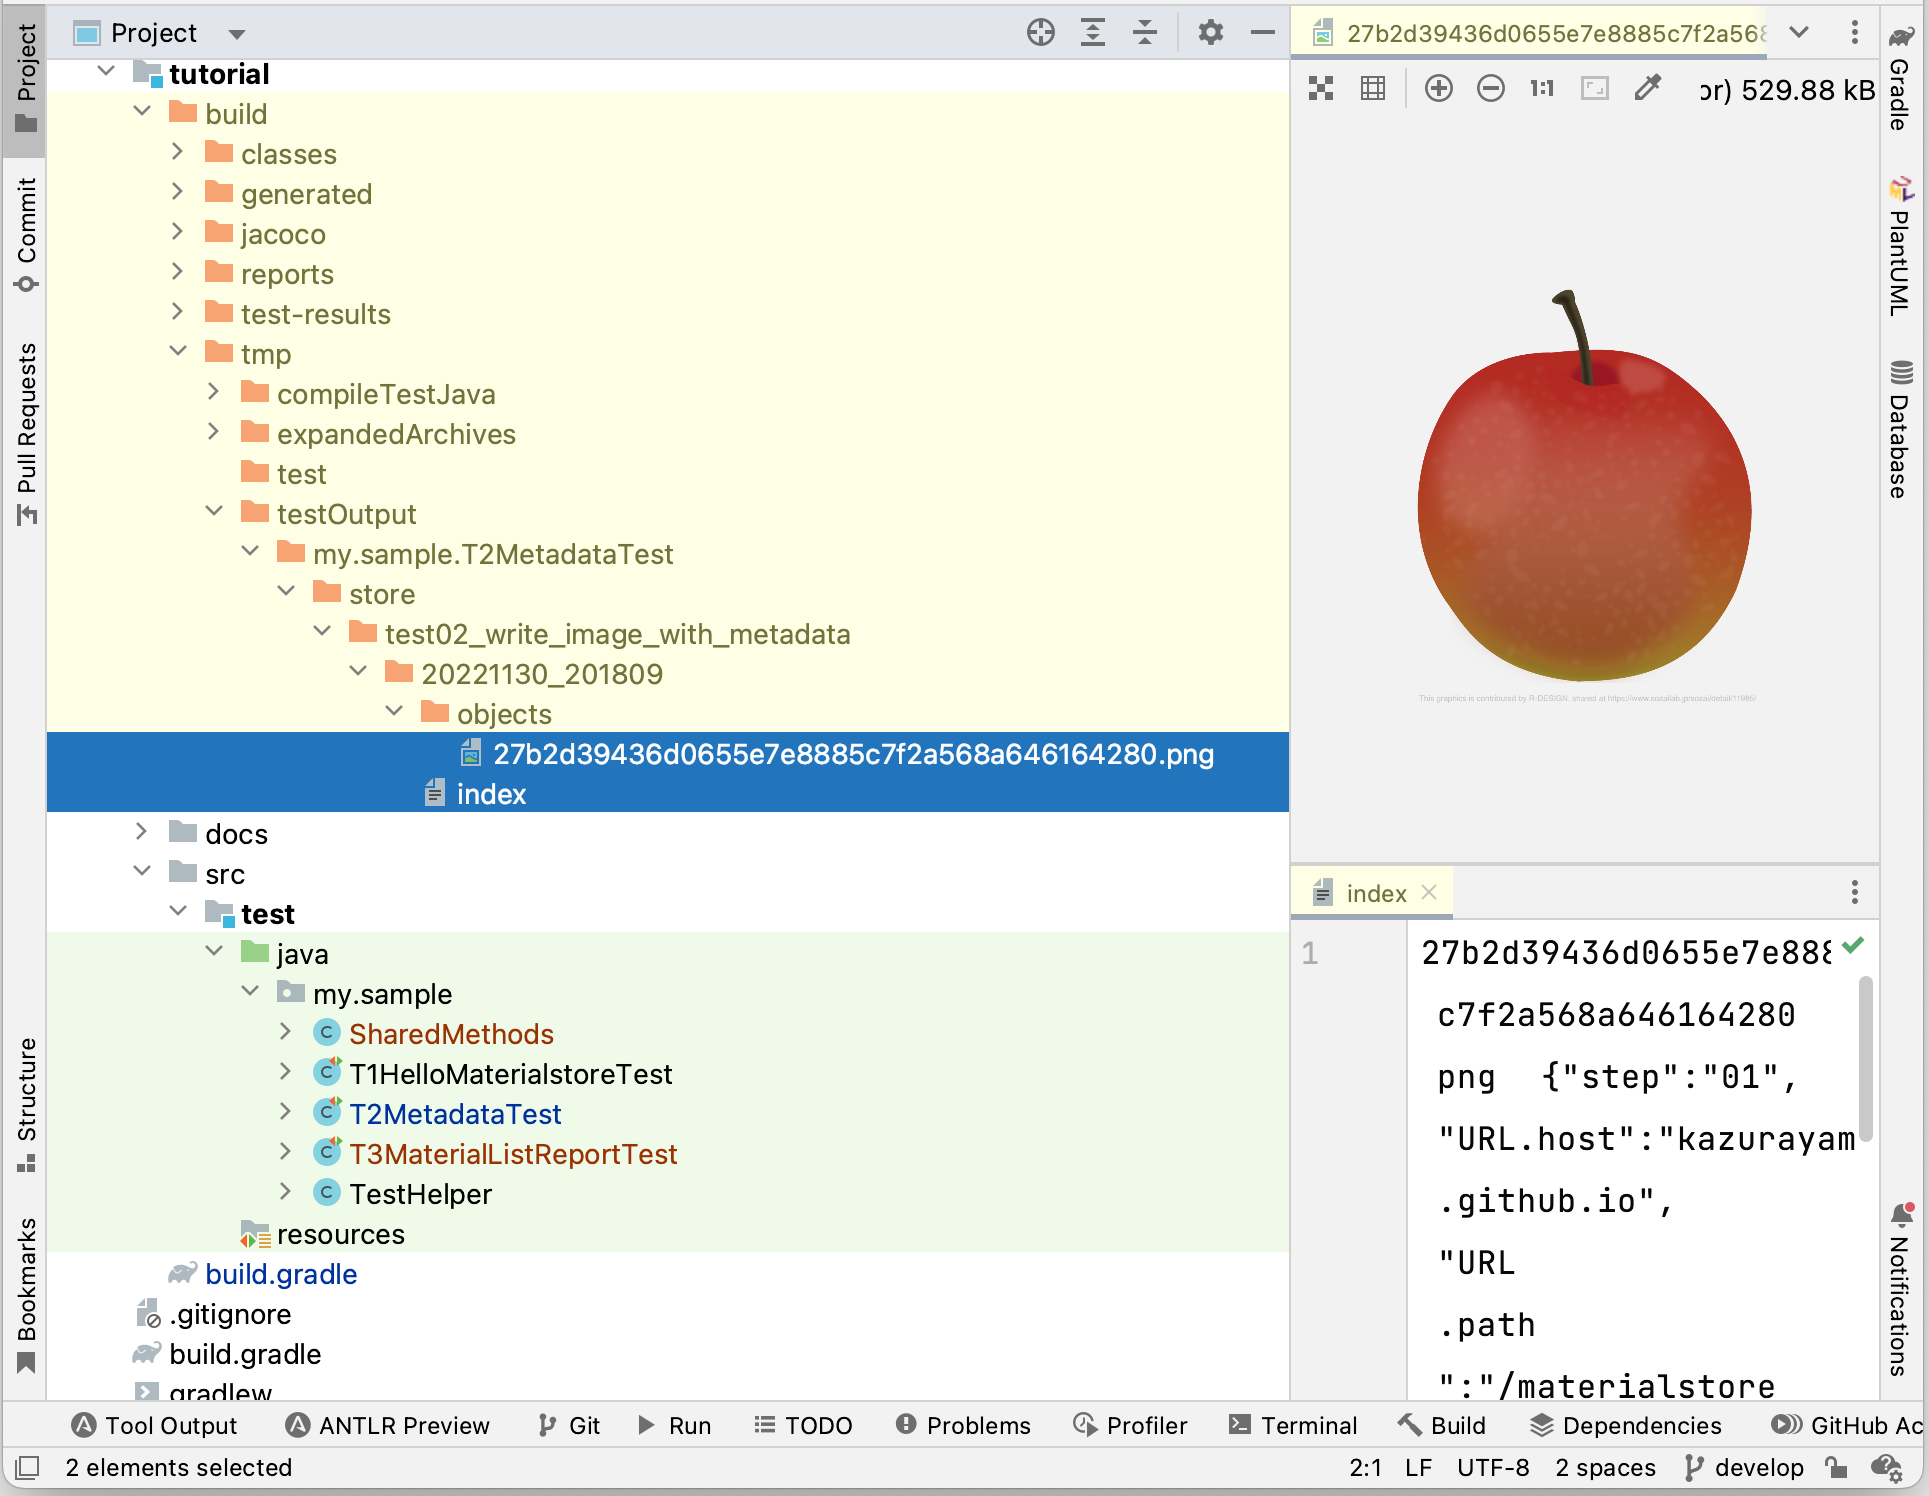 Project
Commit
Pull Requests
Structure
Bookmarks
Project
tutorial
build
classes
generated
jacoco
reports
test-results
tmp
compileTestJava
expandedArchives
test
testOutput
my.sample.T2MetadataTest
store
test02_write_image_with_metadata
20221130_201809
objects
27b2d39436d0655e7e8885c7f2a568a646164280.png
index
docs
src
test
java
my.sample
SharedMethods
T1HelloMaterialstoreTest
T2MetadataTest
T3MaterialListReportTest
TestHelper
resources
build.gradle
.gitignore
build.gradle
gradlew
27b2d39436d0655e7e8885c7f2a568
1:1 or) 529.88 kB
This graphics is contributed by R-DESIGN. shared at https://www.sozailab.jp/sozai/detail/11985/
index
1 27b2d39436d0655e7e888
c7f2a568a646164280
png {"step":"01",
"URL.host":"kazurayam
.github.io",
"URL
.path
":"/materialstore
Gradle
PlantUML
Database
Notifications
Tool Output ANTLR Preview Git Run TODO Problems Profiler Terminal Build Dependencies GitHub Ac
2 elements selected 2:1 LF UTF-8 2 spaces develop